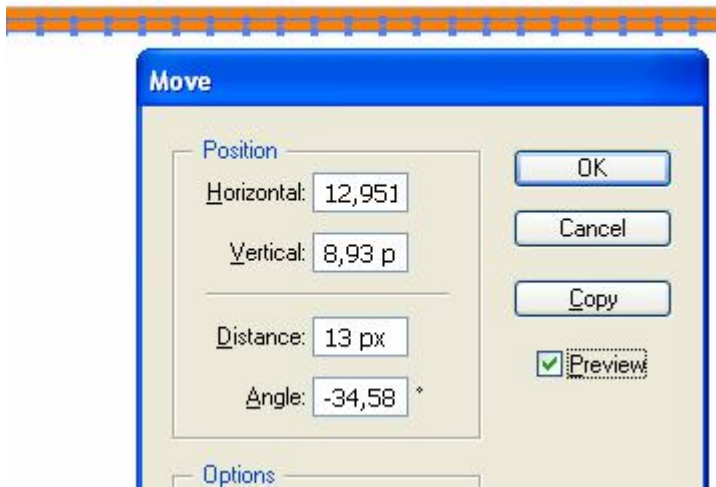 Move
Position
Horizontal: 12,951
Vertical: 8,93 p
Distance: 13 px
Angle: -34,58 °
OK
Cancel
Copy
Preview
Options